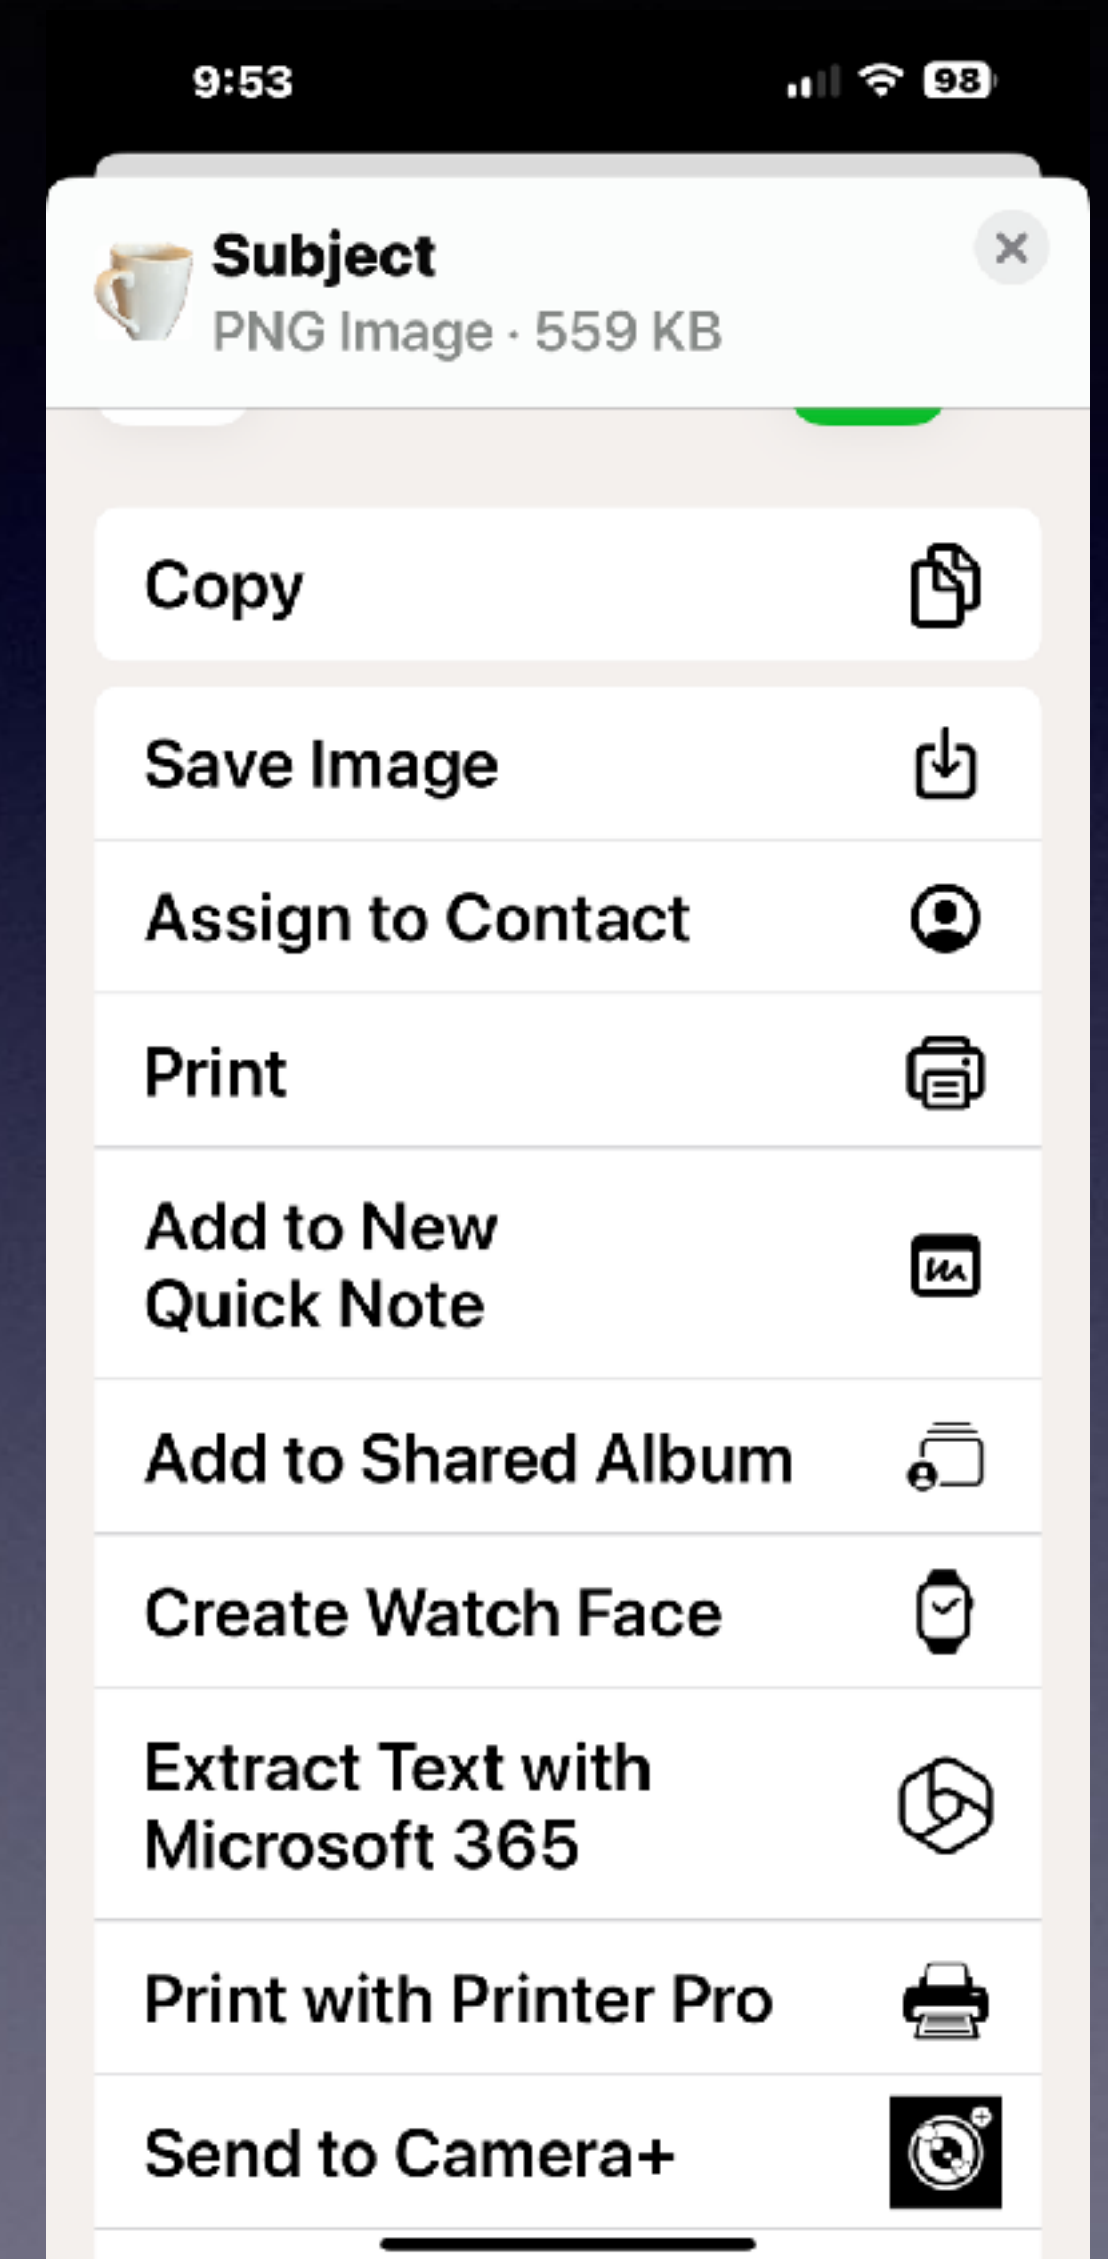 9:53
98
Subject
PNG Image · 559 KB
Copy
Save Image
Assign to Contact
Print
Add to New
Quick Note
Add to Shared Album
Create Watch Face
Extract Text with
Microsoft 365
Print with Printer Pro
Send to Camera+